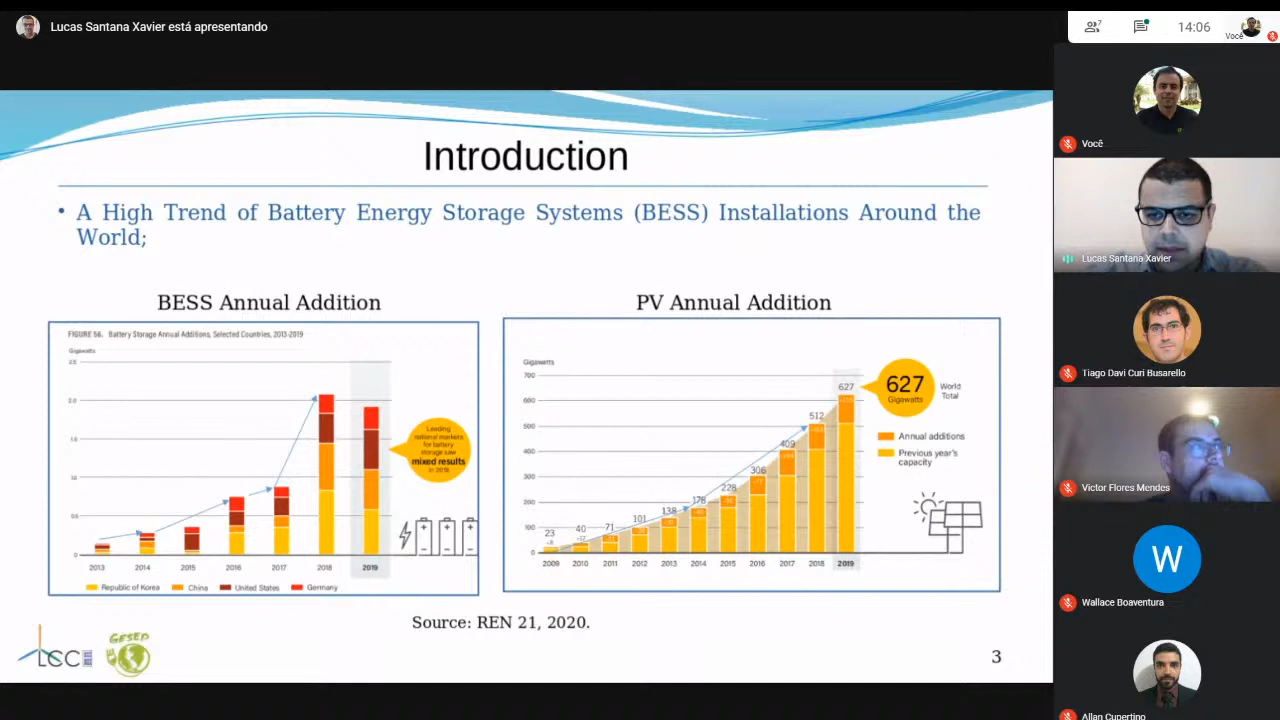 Lucas Santana Xavier está apresentando
7
14:06
Você
Introduction
• A High Trend of Battery Energy Storage Systems (BESS) Installations Around the
World;
BESS Annual Addition
FIGURE 56. Battery Storage Annual Additions, Selected Countries, 2013-2019
Gigawatts
2.5
2.0
1.5
1.0
0.5
0
2013 2014 2015 2016 2017 2018 2019
Republic of Korea China United States Germany
Leading
national markets
for battery
storage saw
mixed results
in 2019
PV Annual Addition
Gigawatts
700
600
500
400
300
200
100
0
23 40 71 101 138 178 228 306 409 512 627
2009 2010 2011 2012 2013 2014 2015 2016 2017 2018 2019
627
Gigawatts
World
Total
Annual additions
Previous year's
capacity
Source: REN 21, 2020.
LCCE
GESEP
3
Você
Lucas Santana Xavier
Tiago Davi Curi Busarello
Victor Flores Mendes
W
Wallace Boaventura
Allan Cupertino